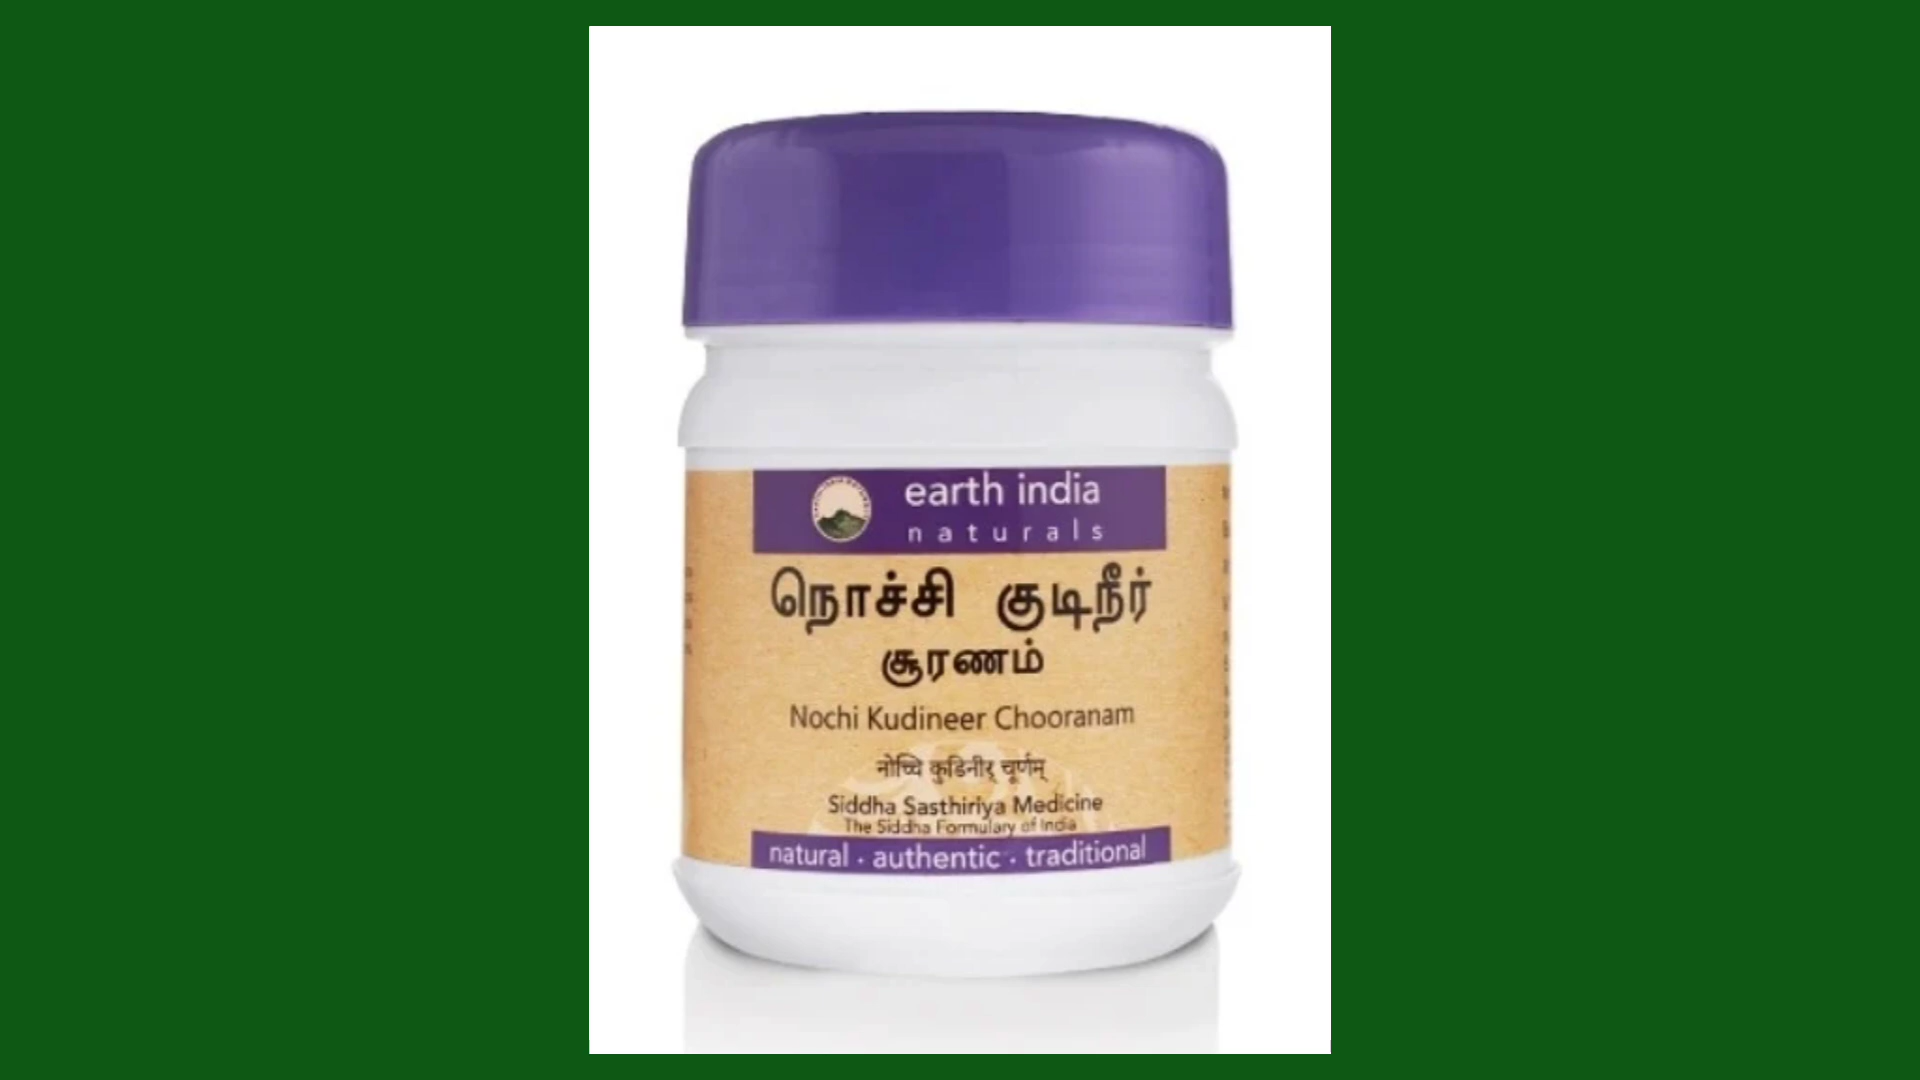 earth india
naturals
நொச்சி குடிநீர்
சூரணம்
Nochi Kudineer Chooranam
नोच्चि कुडिनीर् चूर्णम्
Siddha Sasthiriya Medicine
The Siddha Formulary of India
natural · authentic · traditional